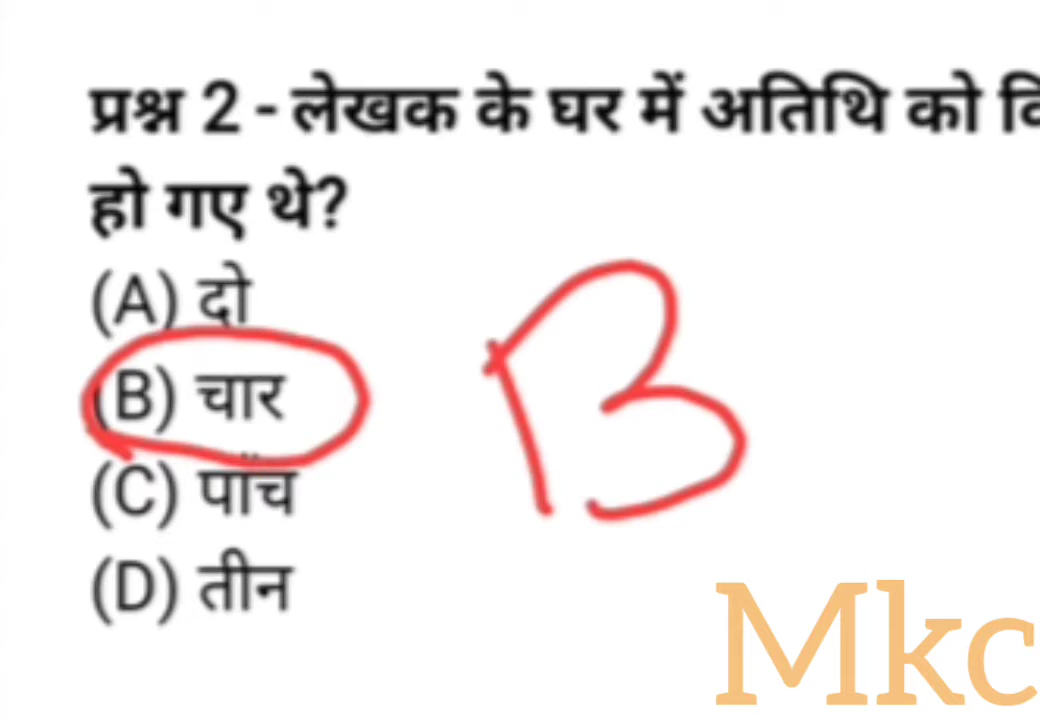 प्रश्न 2 - लेखक के घर में अतिथि को
हो गए थे?
(A) दो
(B) चार
B
(C) पाँच
(D) तीन
Mkc